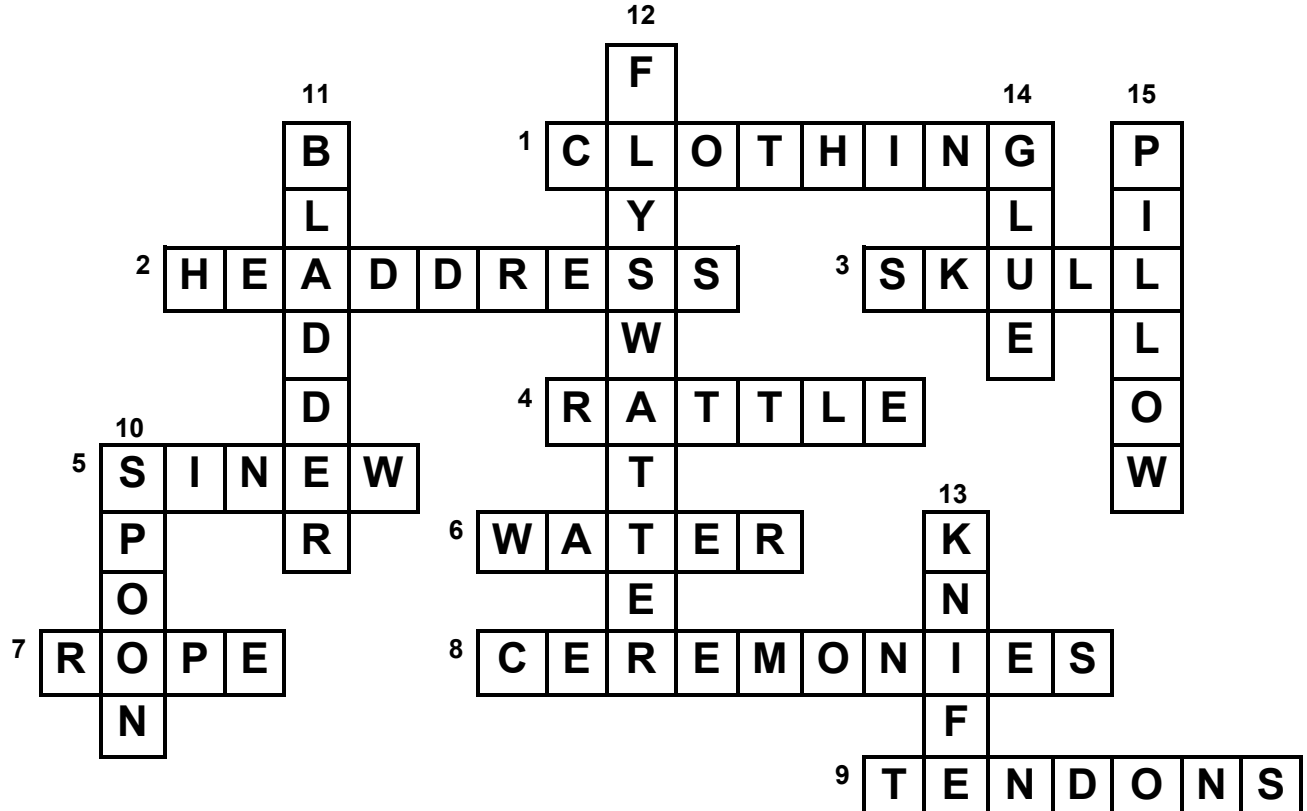 12
F
11 14 15
B 1 C L O T H I N G P
L Y L I
2 H E A D D R E S S 3 S K U L L
D W E L
D 4 R A T T L E O
10
5 S I N E W T W
13
P R 6 W A T E R K
O E N
7 R O P E 8 C E R E M O N I E S
N F
9 T E N D O N S